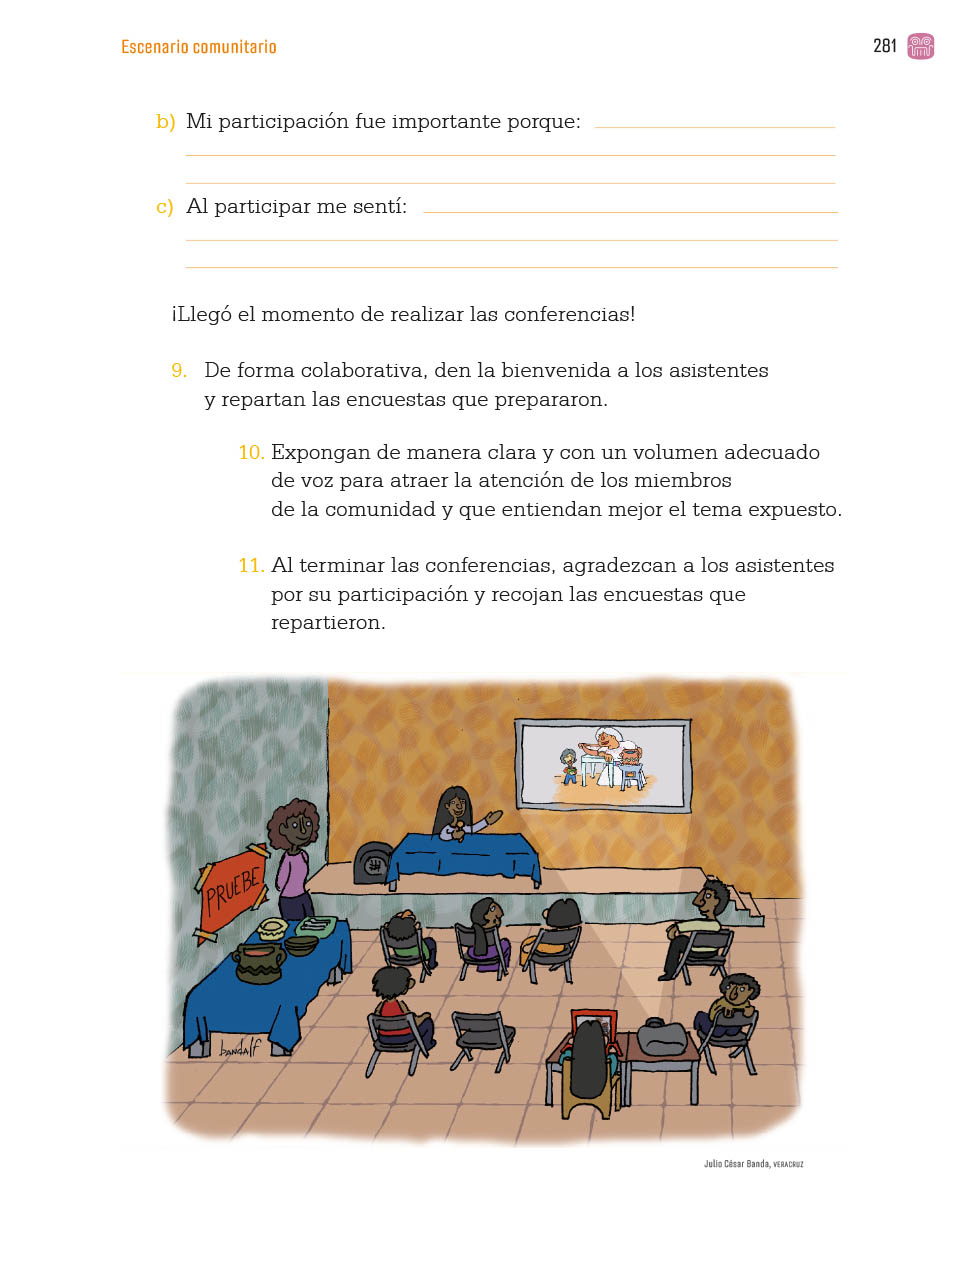 Escenario comunitario
281
b) Mi participación fue importante porque:
c) Al participar me sentí:
¡Llegó el momento de realizar las conferencias!
9. De forma colaborativa, den la bienvenida a los asistentes
y repartan las encuestas que prepararon.
10. Expongan de manera clara y con un volumen adecuado
de voz para atraer la atención de los miembros
de la comunidad y que entiendan mejor el tema expuesto.
11. Al terminar las conferencias, agradezcan a los asistentes
por su participación y recojan las encuestas que
repartieron.
PRUEBE
bandalf
Julio César Banda, VERACRUZ